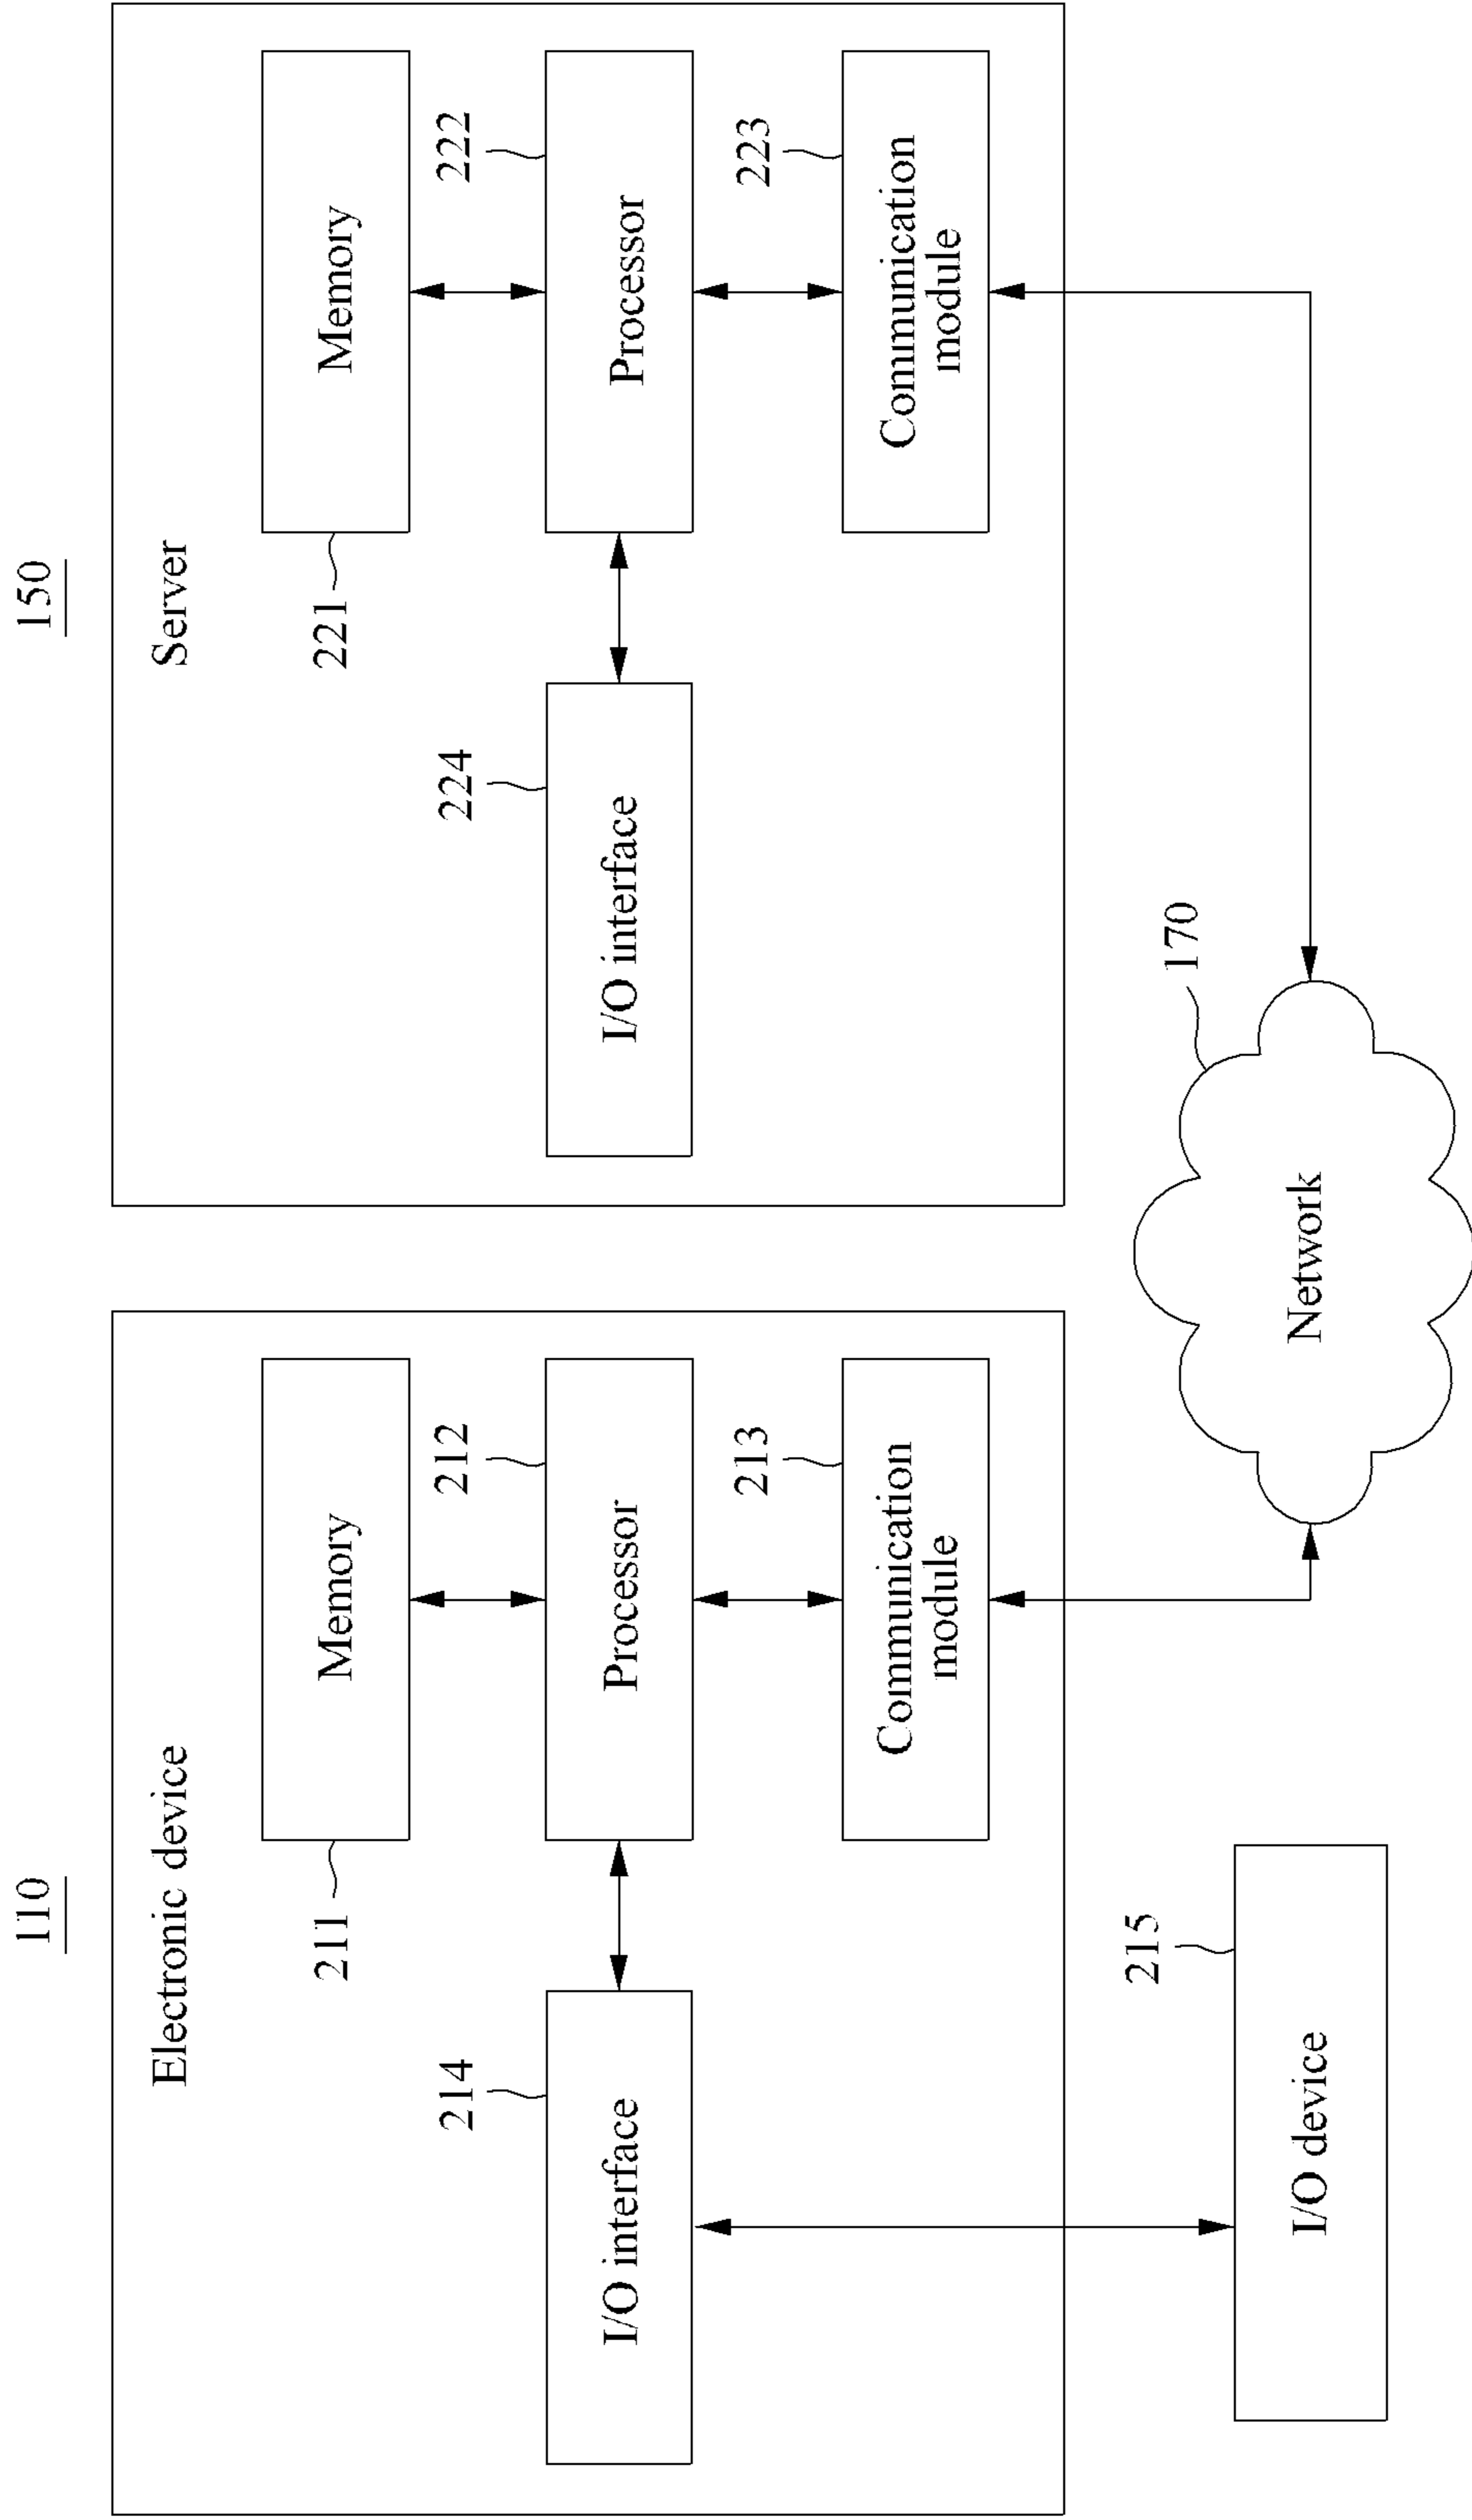 110
Electronic device
211
Memory
214
212
I/O interface
Processor
213
Communication
module
215
I/O device
150
Server
221
Memory
224
222
I/O interface
Processor
223
Communication
module
170
Network